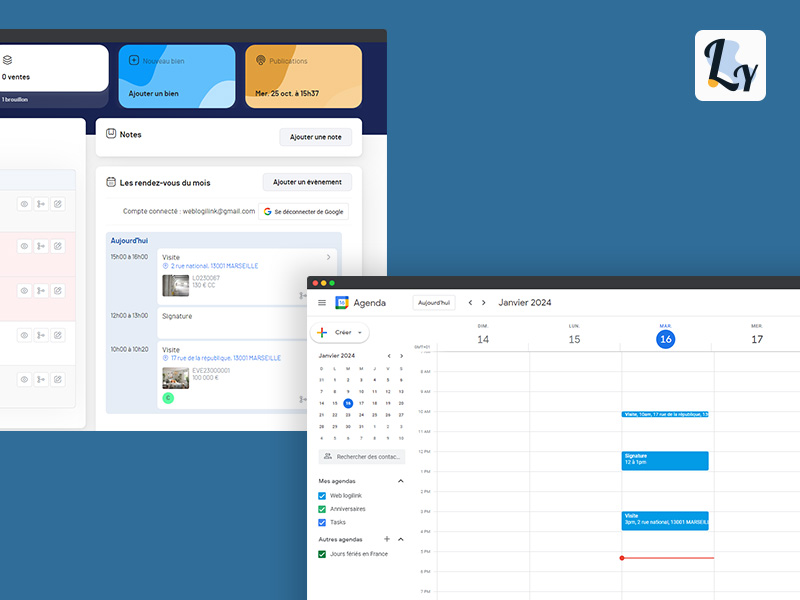 0 ventes
1 brouillon
Nouveau bien
Ajouter un bien
Publications
Mer. 25 oct. à 15h37
Notes
Ajouter une note
Les rendez-vous du mois
Ajouter un évenement
Compte connecté : weblogilink@gmail.com
Se déconnecter de Google
Aujourd'hui
15h00 à 16h00
Visite
2 rue national, 13001 MARSEILLE
LO230067
130 € CC
12h00 à 13h00
Signature
10h00 à 10h20
Visite
17 rue de la république, 13001 MARSEILLE
EVE23000001
100 000 €
C
Ly
Agenda
Aujourd'hui
Janvier 2024
Créer
Janvier 2024
D L M M J V S
31 1 2 3 4 5 6
7 8 9 10 11 12 13
14 15 16 17 18 19 20
21 22 23 24 25 26 27
28 29 30 31 1 2 3
4 5 6 7 8 9 10
Rechercher des contac...
Mes agendas
Web logilink
Anniversaires
Tasks
Autres agendas
Jours fériés en France
DIM. LUN. MAR. MER.
14 15 16 17
GMT+01
8 AM
9 AM
10 AM
Visite, 10am, 17 rue de la république, 13
11 AM
12 PM
Signature
12 à 1pm
1 PM
2 PM
3 PM
Visite
3pm, 2 rue national, 13001 MARSEILL
4 PM
5 PM
6 PM
7 PM